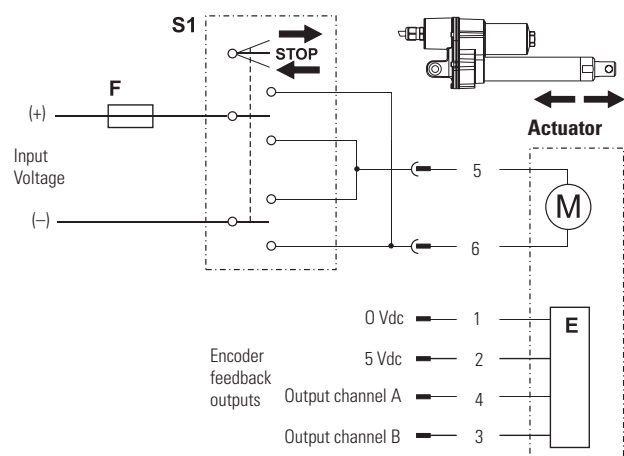 S1
STOP
F
(+)
Input
Voltage
(–)
Actuator
5
M
6
0 Vdc
1
E
5 Vdc
2
Encoder
feedback
outputs
Output channel A
4
Output channel B
3